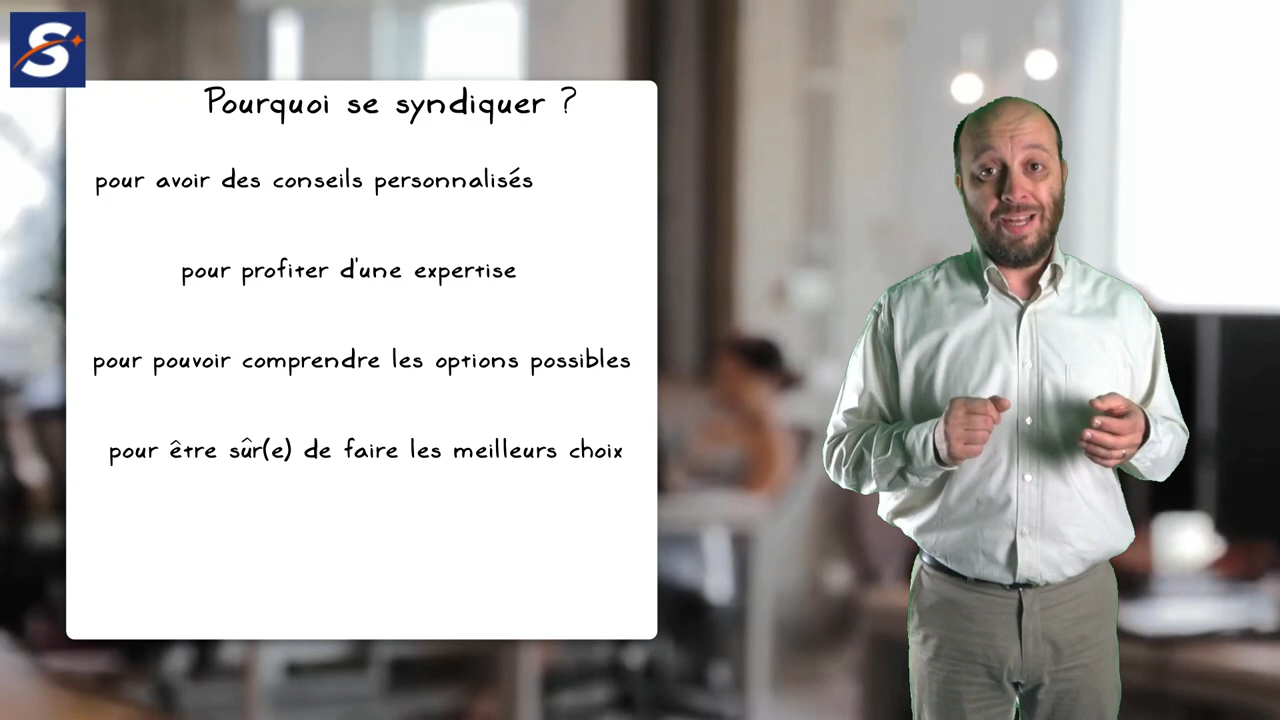 S
Pourquoi se syndiquer ?
pour avoir des conseils personnalisés
pour profiter d'une expertise
pour pouvoir comprendre les options possibles
pour être sûr(e) de faire les meilleurs choix